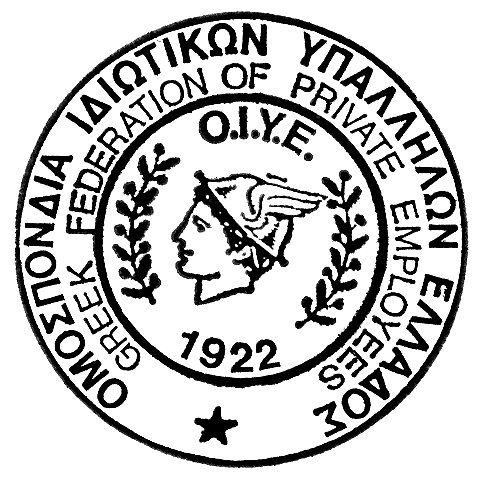 ΟΜΟΣΠΟΝΔΙΑ ΙΔΙΩΤΙΚΩΝ ΥΠΑΛΛΗΛΩΝ ΕΛΛΑΔΟΣ
GREEK FEDERATION OF PRIVATE EMPLOYEES
Ο.Ι.Υ.Ε.
1922